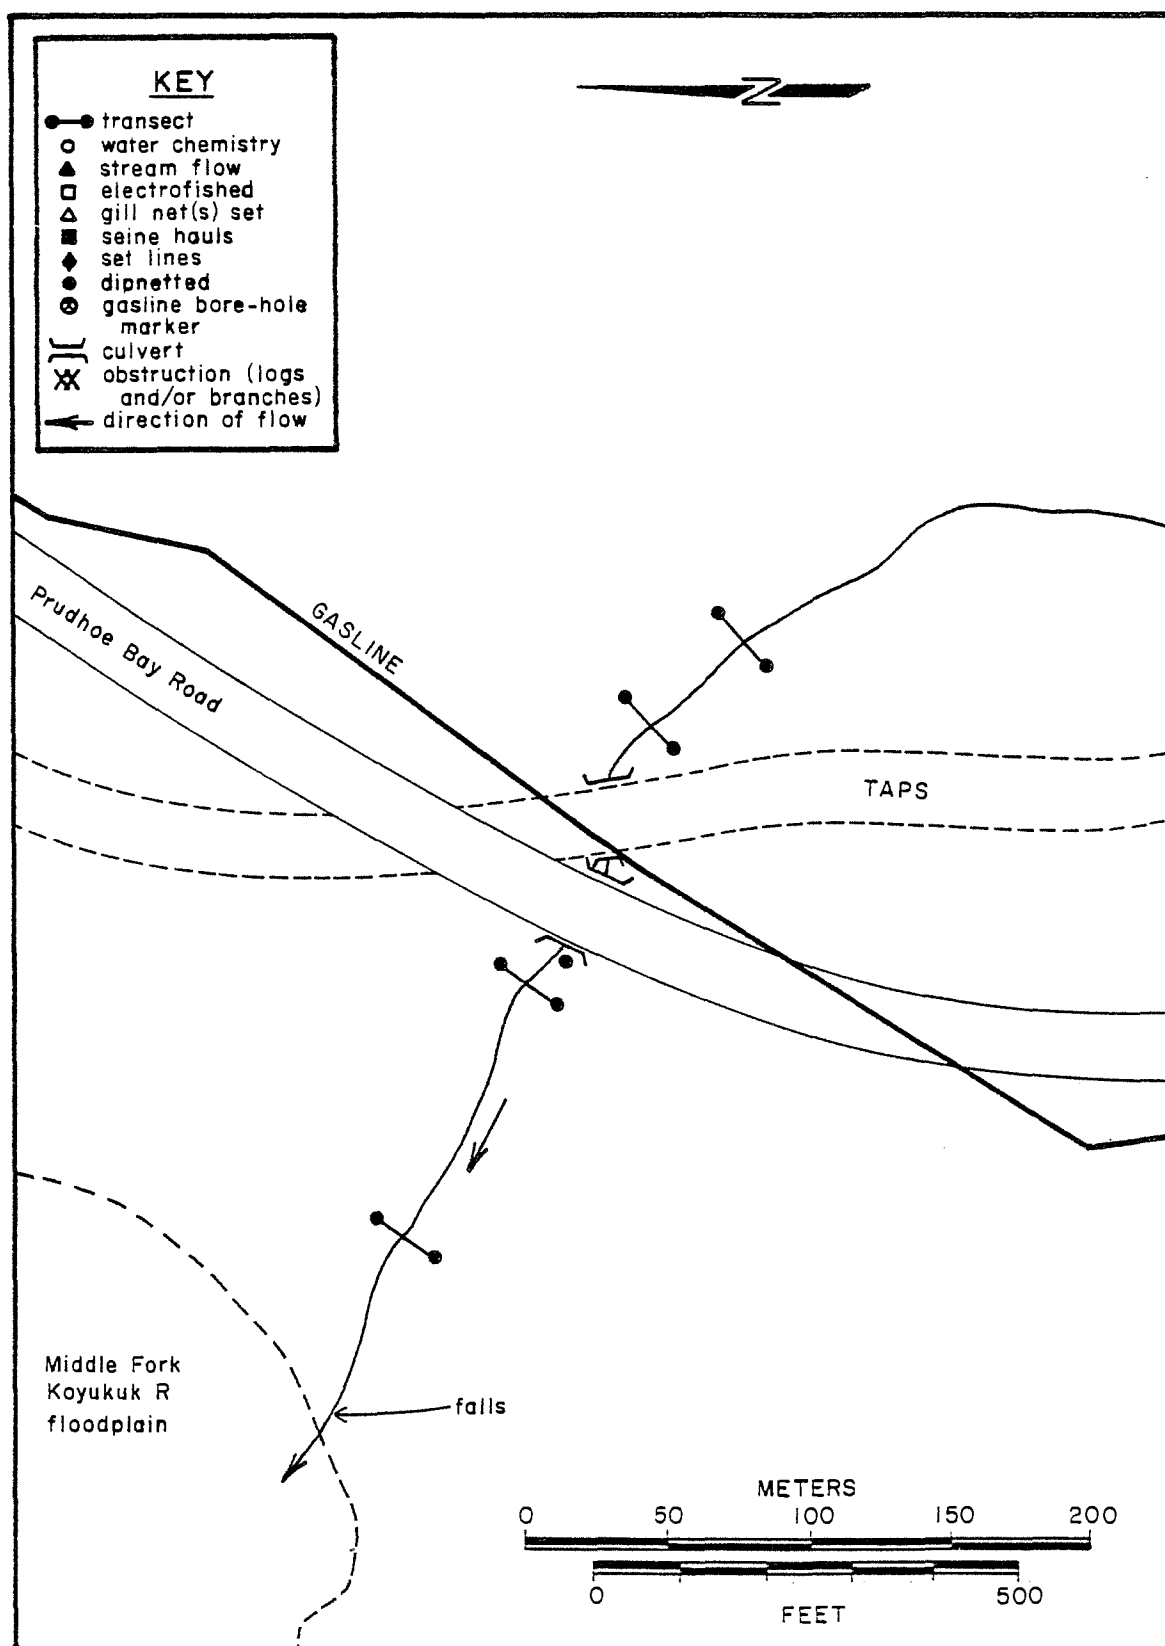 KEY
transect
water chemistry
stream flow
electrofished
gill net(s) set
seine hauls
set lines
dipnetted
gasline bore-hole
marker
culvert
obstruction (logs
and/or branches)
direction of flow
N
Prudhoe Bay Road
GASLINE
TAPS
Middle Fork
Koyukuk R
floodplain
falls
METERS
0 50 100 150 200
0 500
FEET